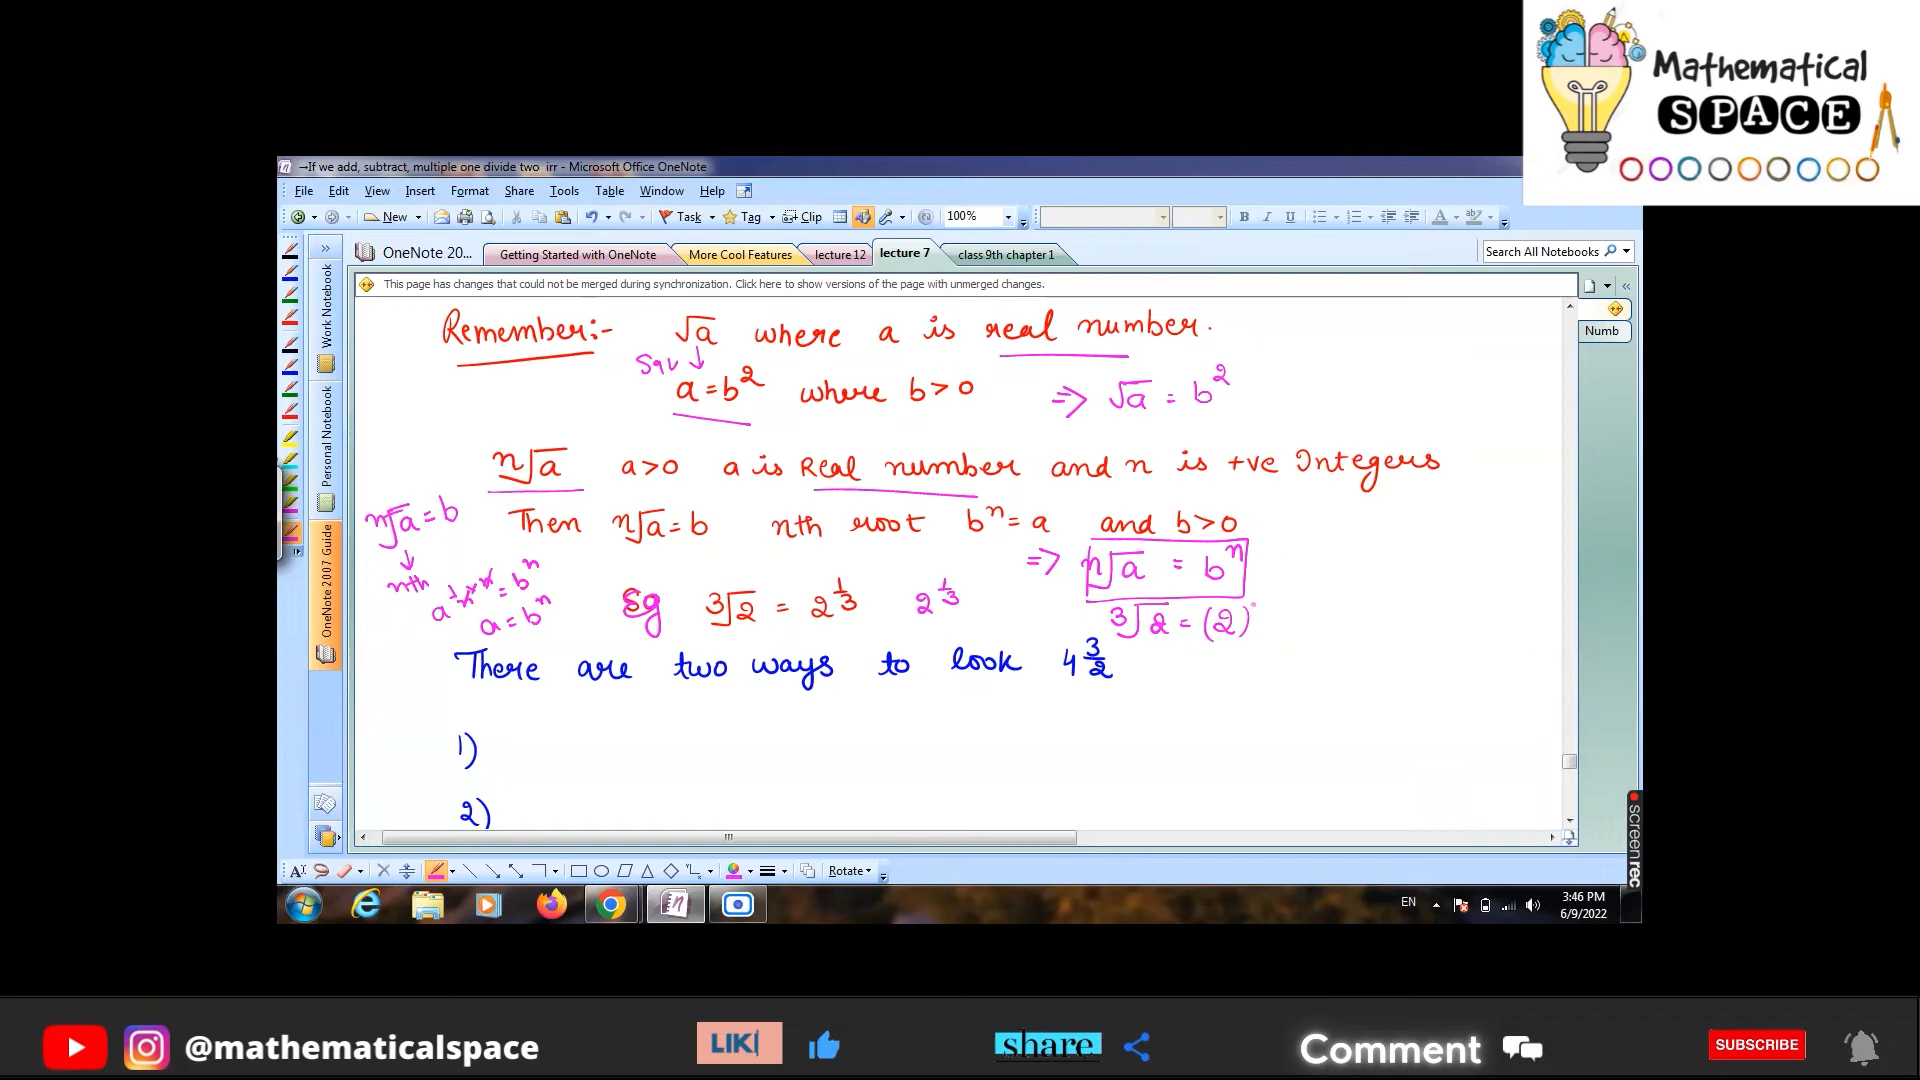 Mathematical
SPACE
→If we add, subtract, multiple one divide two irr - Microsoft Office OneNote
File Edit View Insert Format Share Tools Table Window Help
New Task Tag Clip 100% B I U A ab
OneNote 20... Getting Started with OneNote More Cool Features lecture 12 lecture 7 class 9th chapter 1 Search All Notebooks
This page has changes that could not be merged during synchronization. Click here to show versions of the page with unmerged changes.
Numb
Work Notebook
Personal Notebook
OneNote 2007 Guide
Remember:- √a where a is real number.
Squ ↓
a = b² where b > 0 => √a = b²
ⁿ√a a>0 a is Real number and n is +ve Integers
ⁿ√a = b Then ⁿ√a = b nth root bⁿ = a and b > 0
↓
nth => ⁿ√a = bⁿ
a^(1/n × n) = bⁿ
a = bⁿ
Eg ³√2 = 2^(1/3) 2^(1/3) ³√2 = (2)
There are two ways to look 4^(3/2)
1)
2)
Rotate
EN 3:46 PM
6/9/2022
screenrec
@mathematicalspace LIK share Comment SUBSCRIBE